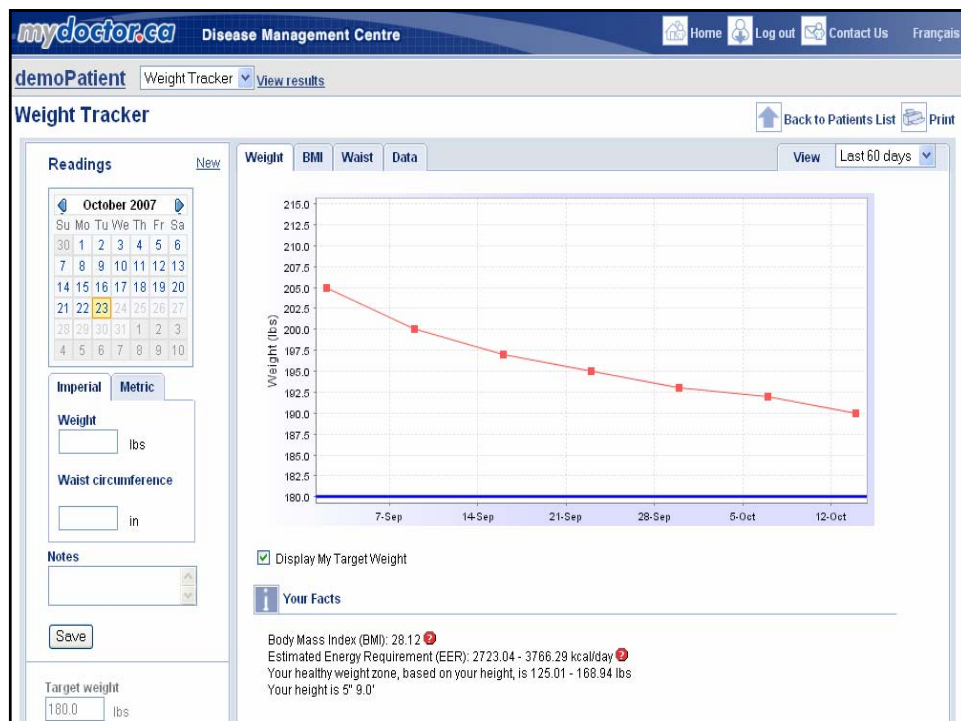 mydoctor.ca Disease Management Centre Home Log out Contact Us Français
demoPatient Weight Tracker View results
Weight Tracker Back to Patients List Print
Readings New
October 2007
Su Mo Tu We Th Fr Sa
30 1 2 3 4 5 6
7 8 9 10 11 12 13
14 15 16 17 18 19 20
21 22 23 24 25 26 27
28 29 30 31 1 2 3
4 5 6 7 8 9 10
Imperial Metric
Weight
lbs
Waist circumference
in
Notes
Save
Target weight
180.0 lbs
Weight BMI Waist Data View Last 60 days
Weight (lbs)
215.0
212.5
210.0
207.5
205.0
202.5
200.0
197.5
195.0
192.5
190.0
187.5
185.0
182.5
180.0
7-Sep 14-Sep 21-Sep 28-Sep 5-Oct 12-Oct
Display My Target Weight
i Your Facts
Body Mass Index (BMI): 28.12 ?
Estimated Energy Requirement (EER): 2723.04 - 3766.29 kcal/day ?
Your healthy weight zone, based on your height, is 125.01 - 168.94 lbs
Your height is 5" 9.0'